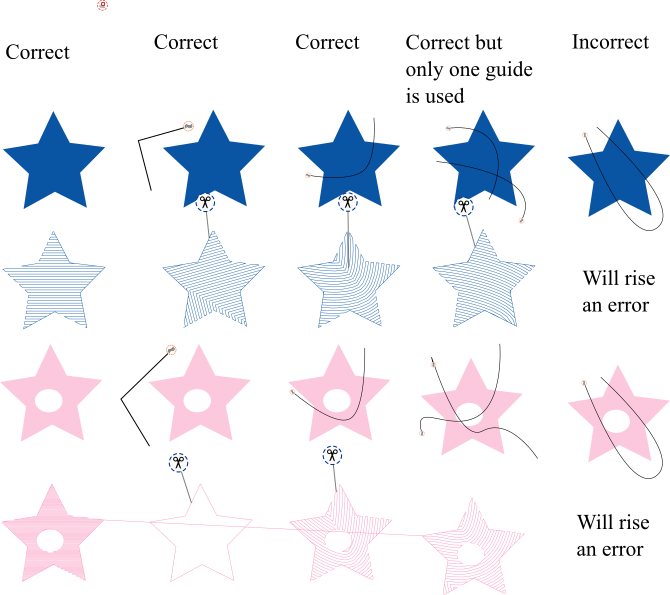 Correct
Correct
Correct
Correct but
only one guide
is used
Incorrect
Will rise
an error
Will rise
an error